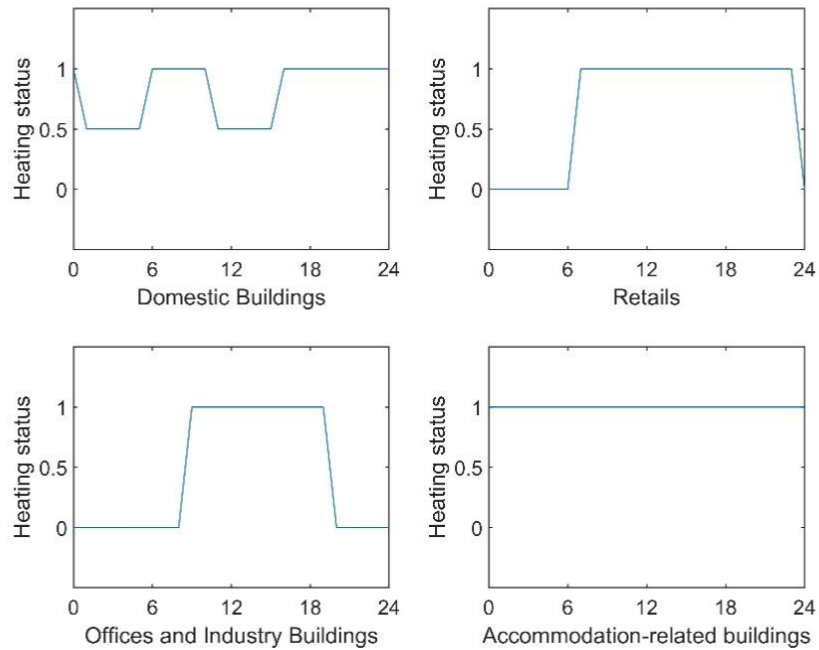 Heating status
1
0.5
0
0 6 12 18 24
Domestic Buildings
Heating status
1
0.5
0
0 6 12 18 24
Retails
Heating status
1
0.5
0
0 6 12 18 24
Offices and Industry Buildings
Heating status
1
0.5
0
0 6 12 18 24
Accommodation-related buildings